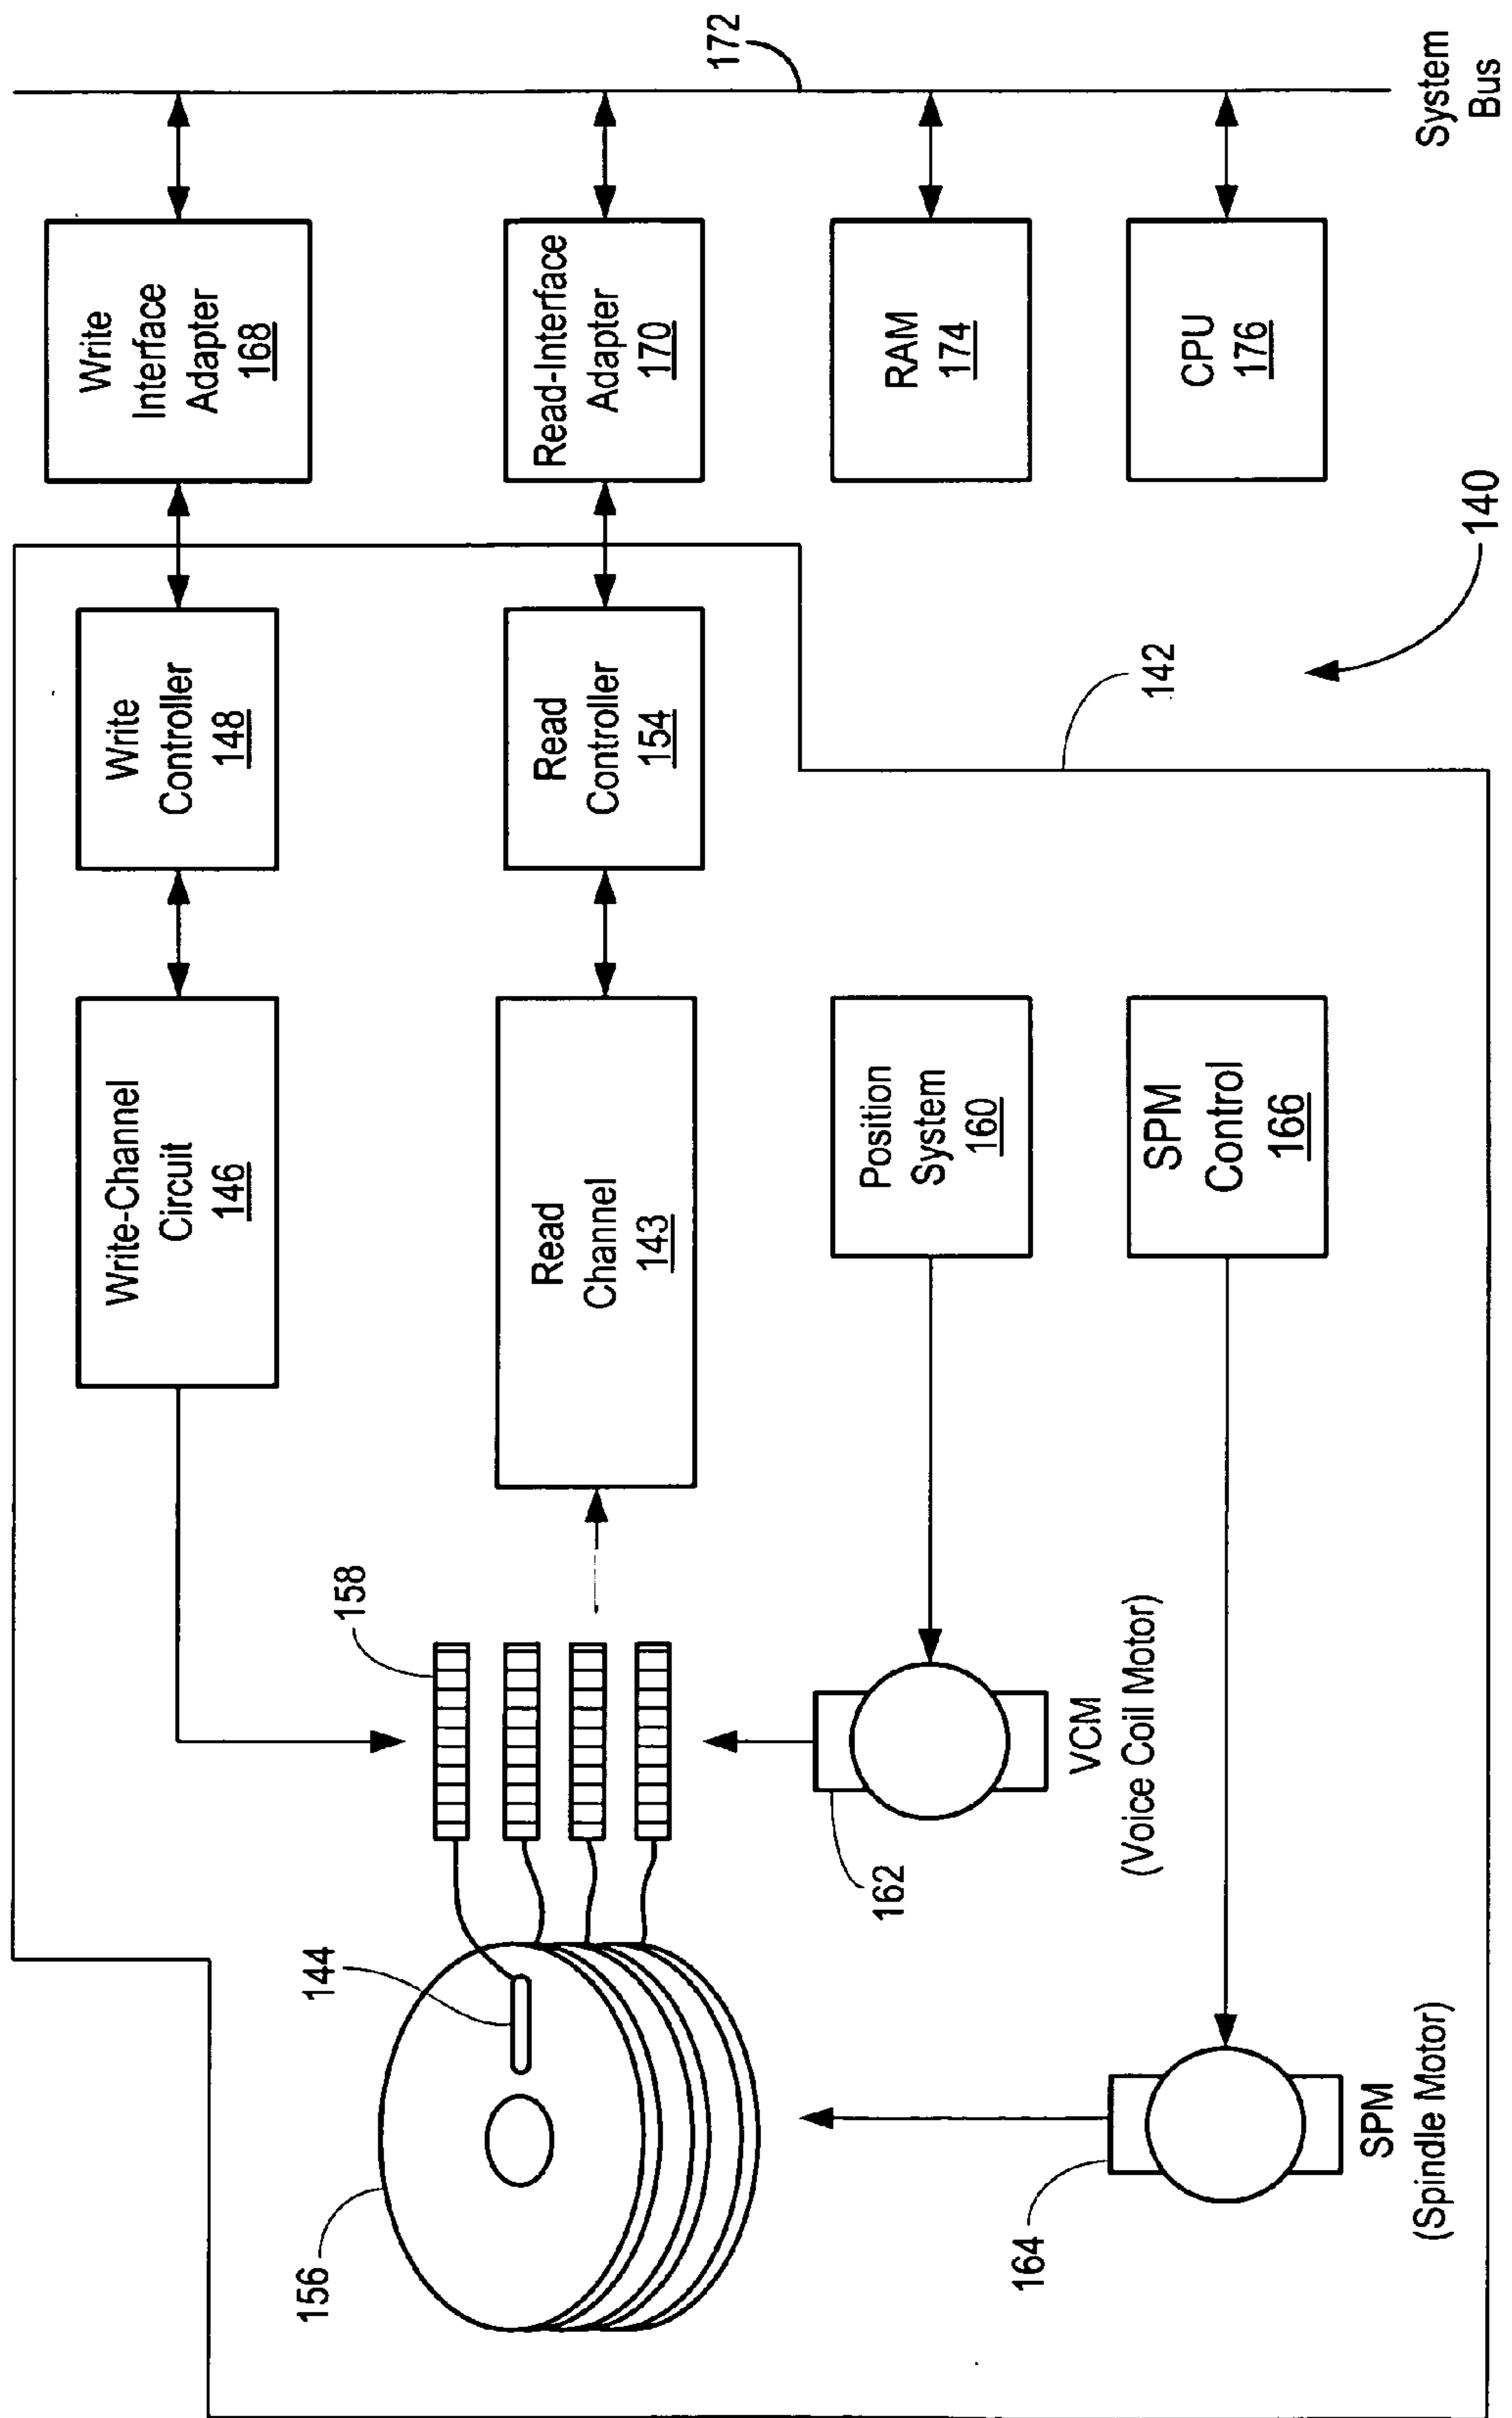 Write
Interface
Adapter
168
Read-Interface
Adapter
170
RAM
174
CPU
176
172
System
Bus
Write
Controller
148
Read
Controller
154
142
140
Write-Channel
Circuit
146
Read
Channel
143
Position
System
160
SPM
Control
166
158
162
VCM
(Voice Coil Motor)
144
156
164
SPM
(Spindle Motor)